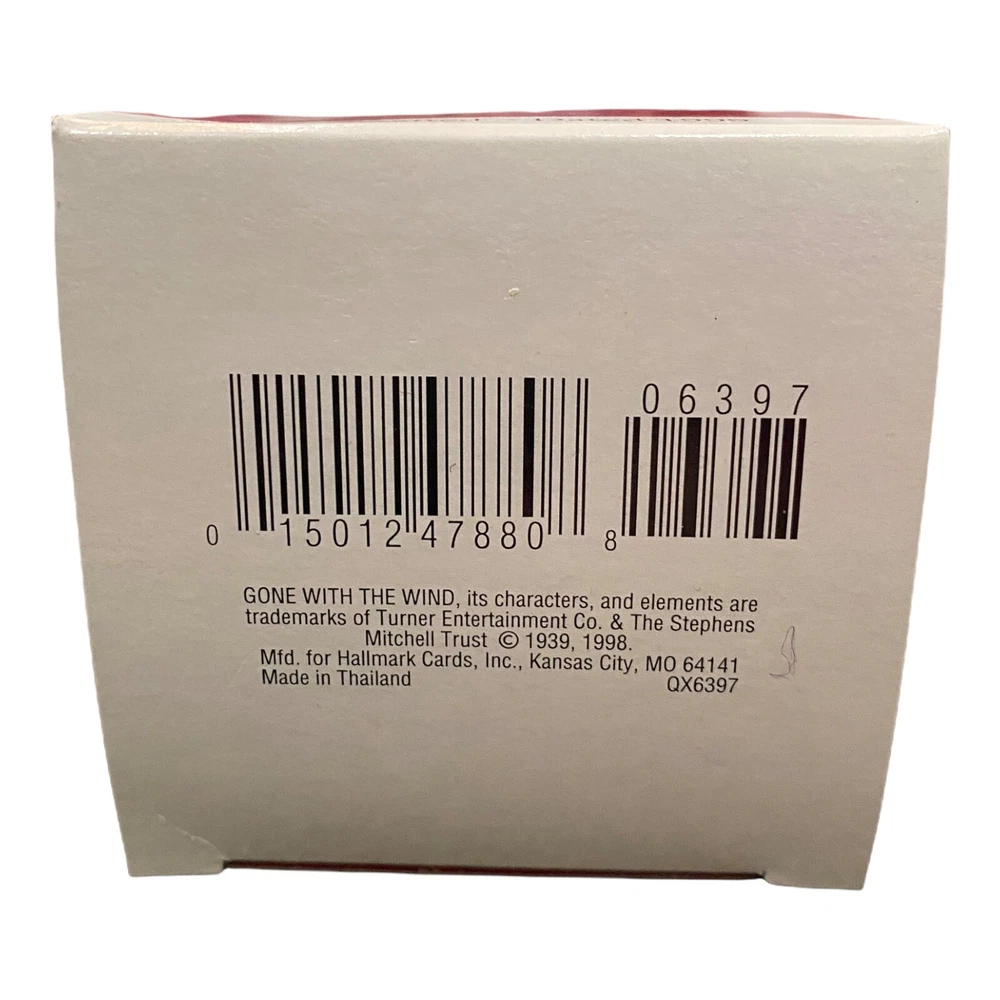 06397
0 15012 47880 8
GONE WITH THE WIND, its characters, and elements are
trademarks of Turner Entertainment Co. & The Stephens
Mitchell Trust © 1939, 1998.
Mfd. for Hallmark Cards, Inc., Kansas City, MO 64141
Made in Thailand QX6397